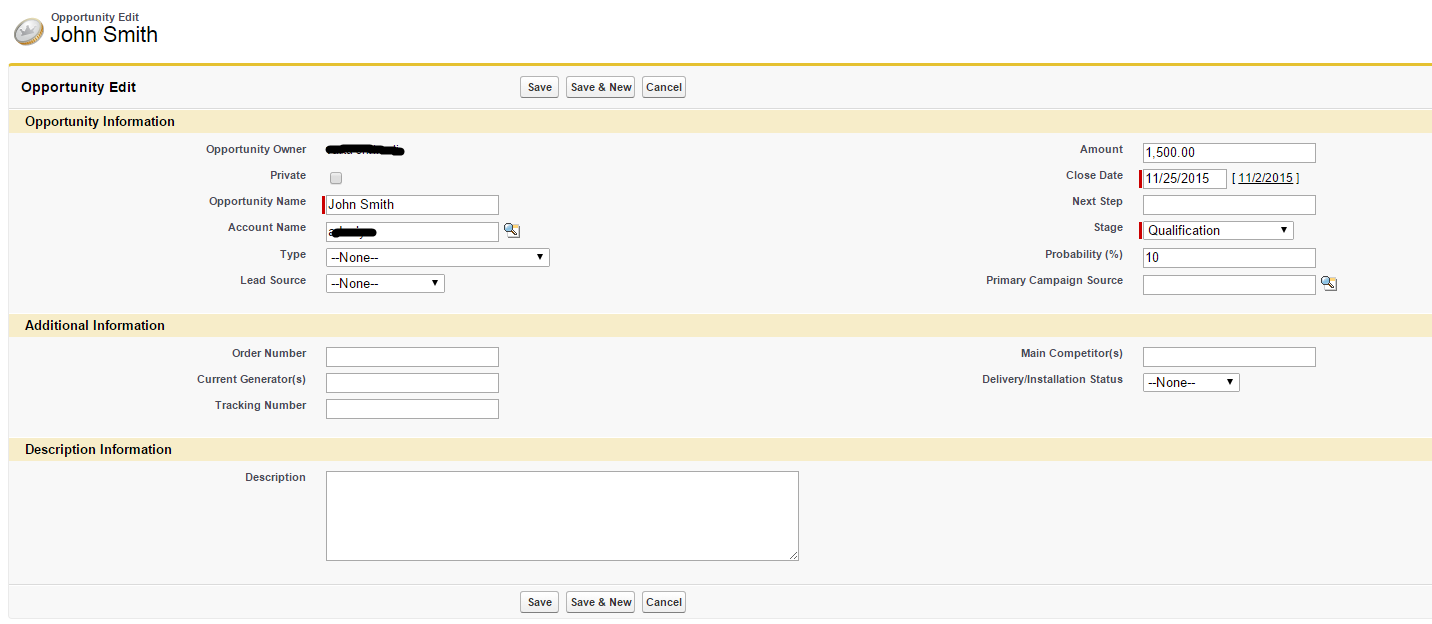 Opportunity Edit
John Smith
Opportunity Edit Save Save & New Cancel
Opportunity Information
Opportunity Owner Amount 1,500.00
Private Close Date 11/25/2015 [ 11/2/2015 ]
Opportunity Name John Smith Next Step
Account Name Stage Qualification
Type --None-- Probability (%) 10
Lead Source --None-- Primary Campaign Source
Additional Information
Order Number Main Competitor(s)
Current Generator(s) Delivery/Installation Status --None--
Tracking Number
Description Information
Description
Save Save & New Cancel